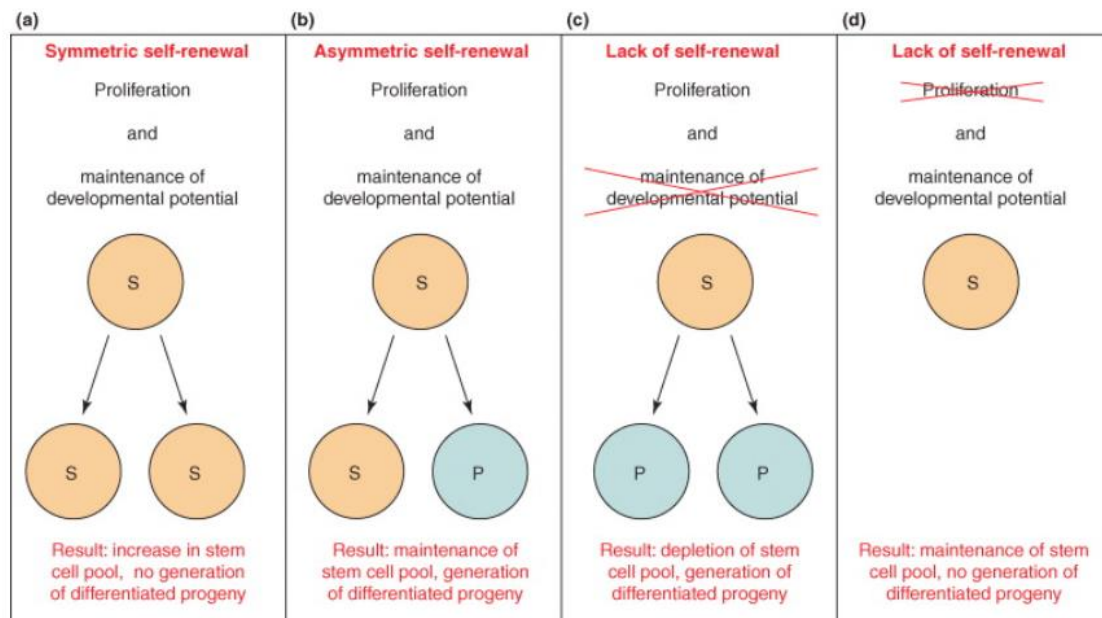 (a)
Symmetric self-renewal
Proliferation
and
maintenance of
developmental potential
S
S
S
Result: increase in stem
cell pool, no generation
of differentiated progeny
(b)
Asymmetric self-renewal
Proliferation
and
maintenance of
developmental potential
S
S
P
Result: maintenance of
stem cell pool, generation
of differentiated progeny
(c)
Lack of self-renewal
Proliferation
and
maintenance of
developmental potential
S
P
P
Result: depletion of stem
cell pool, generation of
differentiated progeny
(d)
Lack of self-renewal
Proliferation
and
maintenance of
developmental potential
S
Result: maintenance of stem
cell pool, no generation of
differentiated progeny